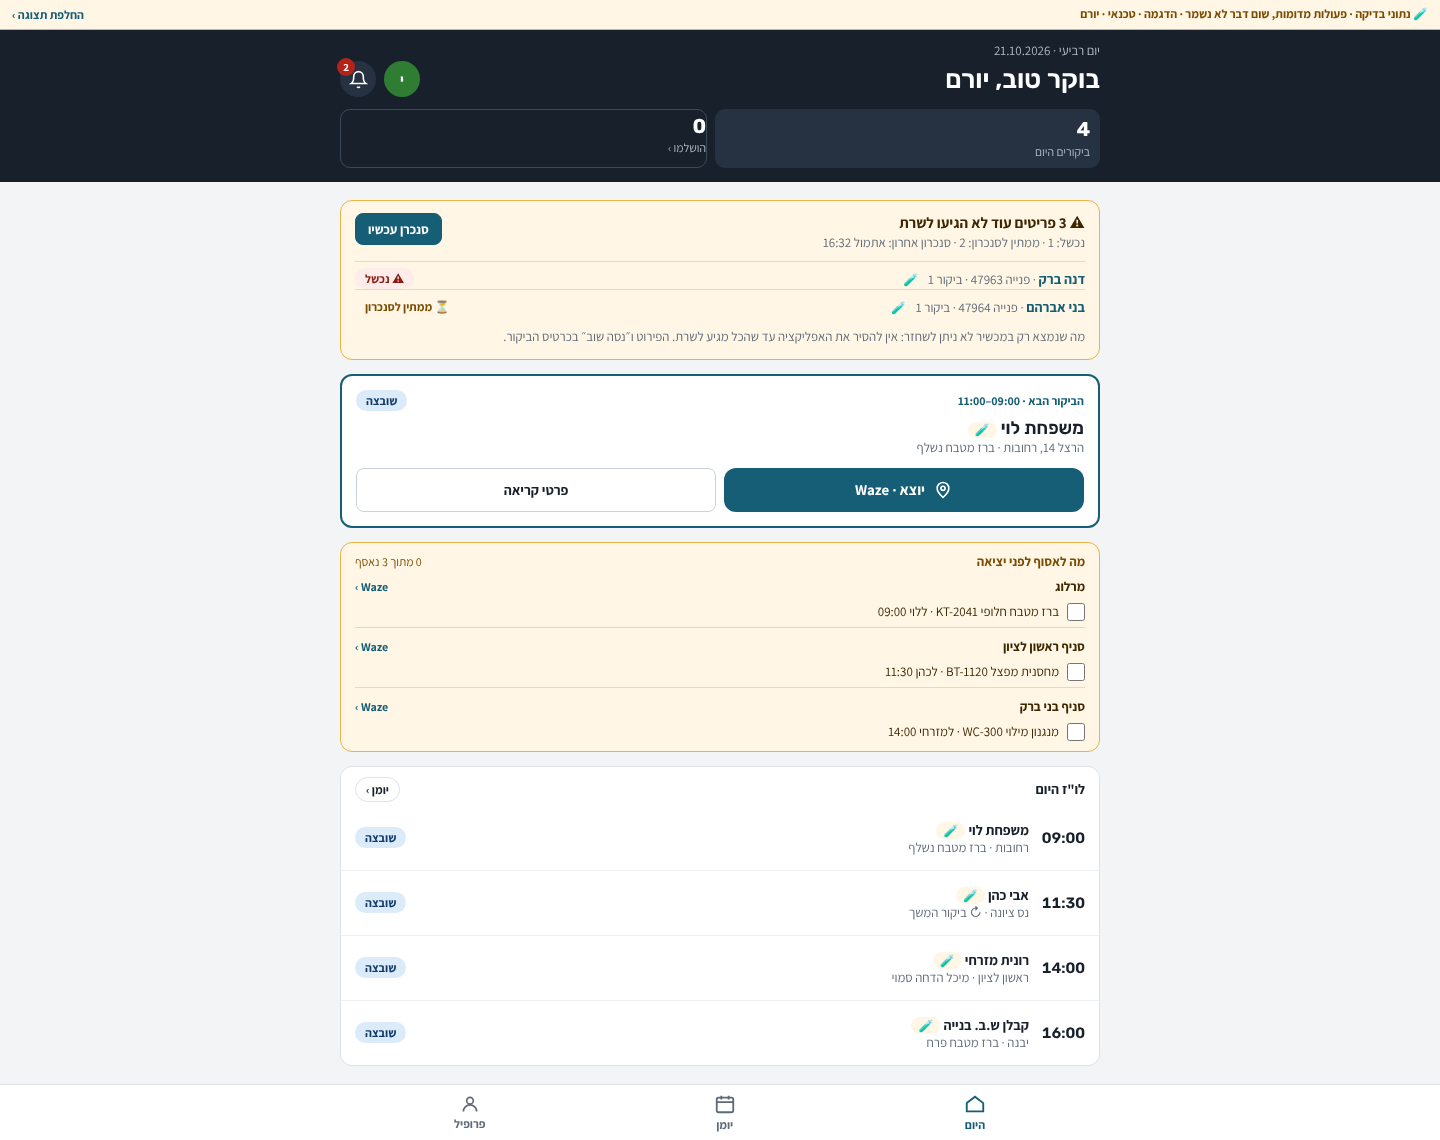 🧪 נתוני בדיקה · פעולות מדומות, שום דבר לא נשמר · הדגמה · טכנאי · יורם
החלפת תצוגה ›
יום רביעי · 21.10.2026
בוקר טוב, יורם
י
2
4
ביקורים היום
0
הושלמו ›
⚠ 3 פריטים עוד לא הגיעו לשרת
נכשל: 1 · ממתין לסנכרון: 2 · סנכרון אחרון: אתמול 16:32
סנכרן עכשיו
דנה ברק · פנייה 47963 · ביקור 1 🧪
⚠ נכשל
בני אברהם · פנייה 47964 · ביקור 1 🧪
⏳ ממתין לסנכרון
מה שנמצא רק במכשיר לא ניתן לשחזר: אין להסיר את האפליקציה עד שהכל מגיע לשרת. הפירוט ו״נסה שוב״ בכרטיס הביקור.
הביקור הבא · 09:00–11:00
שובצה
משפחת לוי 🧪
הרצל 14, רחובות · ברז מטבח נשלף
יוצא · Waze
פרטי קריאה
מה לאסוף לפני יציאה
0 מתוך 3 נאסף
מרלוג
Waze ›
ברז מטבח חלופי KT-2041 · ללוי 09:00
סניף ראשון לציון
Waze ›
מחסנית מפצל BT-1120 · לכהן 11:30
סניף בני ברק
Waze ›
מנגנון מילוי WC-300 · למזרחי 14:00
לו"ז היום
יומן ›
09:00
משפחת לוי 🧪
רחובות · ברז מטבח נשלף
שובצה
11:30
אבי כהן 🧪
נס ציונה · ↻ ביקור המשך
שובצה
14:00
רונית מזרחי 🧪
ראשון לציון · מיכל הדחה סמוי
שובצה
16:00
קבלן ש.ב. בנייה 🧪
יבנה · ברז מטבח פרח
שובצה
היום
יומן
פרופיל